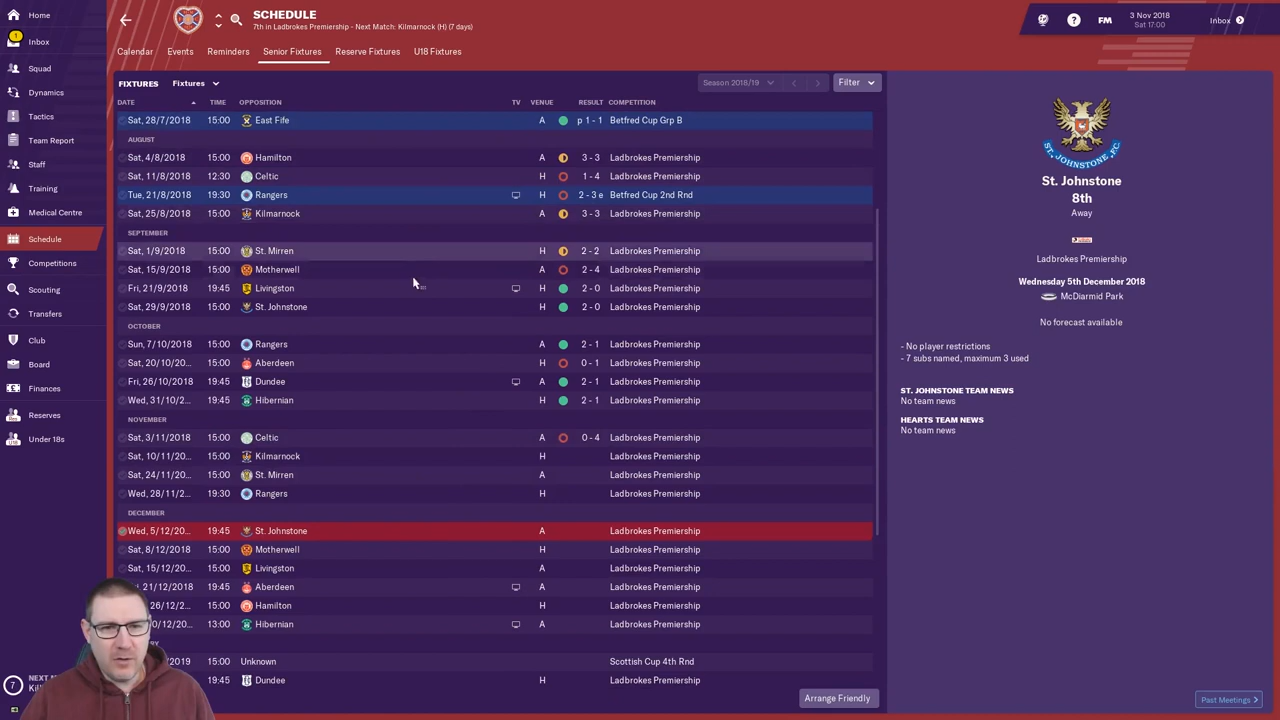 SCHEDULE
7th in Ladbrokes Premiership - Next Match: Kilmarnock (H) (7 days)
FM
3 Nov 2018
Sat 17:00
Inbox
Home
Inbox
1
Squad
Dynamics
Tactics
Team Report
Staff
Training
Medical Centre
Schedule
Competitions
Scouting
Transfers
Club
Board
Finances
Reserves
Under 18s
7
Calendar Events Reminders Senior Fixtures Reserve Fixtures U18 Fixtures
FIXTURES Fixtures Season 2018/19 Filter
DATE TIME OPPOSITION TV VENUE RESULT COMPETITION
Sat, 28/7/2018 15:00 East Fife A p 1 - 1 Betfred Cup Grp B
AUGUST
Sat, 4/8/2018 15:00 Hamilton A 3 - 3 Ladbrokes Premiership
Sat, 11/8/2018 12:30 Celtic H 1 - 4 Ladbrokes Premiership
Tue, 21/8/2018 19:30 Rangers H 2 - 3 e Betfred Cup 2nd Rnd
Sat, 25/8/2018 15:00 Kilmarnock A 3 - 3 Ladbrokes Premiership
SEPTEMBER
Sat, 1/9/2018 15:00 St. Mirren H 2 - 2 Ladbrokes Premiership
Sat, 15/9/2018 15:00 Motherwell A 2 - 4 Ladbrokes Premiership
Fri, 21/9/2018 19:45 Livingston H 2 - 0 Ladbrokes Premiership
Sat, 29/9/2018 15:00 St. Johnstone H 2 - 0 Ladbrokes Premiership
OCTOBER
Sun, 7/10/2018 15:00 Rangers A 2 - 1 Ladbrokes Premiership
Sat, 20/10/20... 15:00 Aberdeen H 0 - 1 Ladbrokes Premiership
Fri, 26/10/2018 19:45 Dundee A 2 - 1 Ladbrokes Premiership
Wed, 31/10/2... 19:45 Hibernian H 2 - 1 Ladbrokes Premiership
NOVEMBER
Sat, 3/11/2018 15:00 Celtic A 0 - 4 Ladbrokes Premiership
Sat, 10/11/20... 15:00 Kilmarnock H Ladbrokes Premiership
Sat, 24/11/20... 15:00 St. Mirren A Ladbrokes Premiership
Wed, 28/11/2... 19:30 Rangers H Ladbrokes Premiership
DECEMBER
Wed, 5/12/20... 19:45 St. Johnstone A Ladbrokes Premiership
Sat, 8/12/2018 15:00 Motherwell H Ladbrokes Premiership
Sat, 15/12/20... 15:00 Livingston A Ladbrokes Premiership
21/12/2018 19:45 Aberdeen A Ladbrokes Premiership
26/12/2... 15:00 Hamilton H Ladbrokes Premiership
13:00 Hibernian A Ladbrokes Premiership
15:00 Unknown Scottish Cup 4th Rnd
19:45 Dundee H Ladbrokes Premiership
Arrange Friendly
ST. JOHNSTONE F.C.
St. Johnstone
8th
Away
Ladbrokes Premiership
Wednesday 5th December 2018
McDiarmid Park
No forecast available
- No player restrictions
- 7 subs named, maximum 3 used
ST. JOHNSTONE TEAM NEWS
No team news
HEARTS TEAM NEWS
No team news
Past Meetings